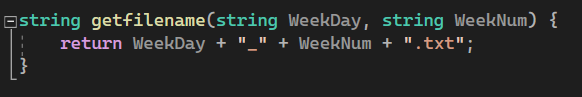 string getfilename(string WeekDay, string WeekNum) {
    return WeekDay + "_" + WeekNum + ".txt";
}